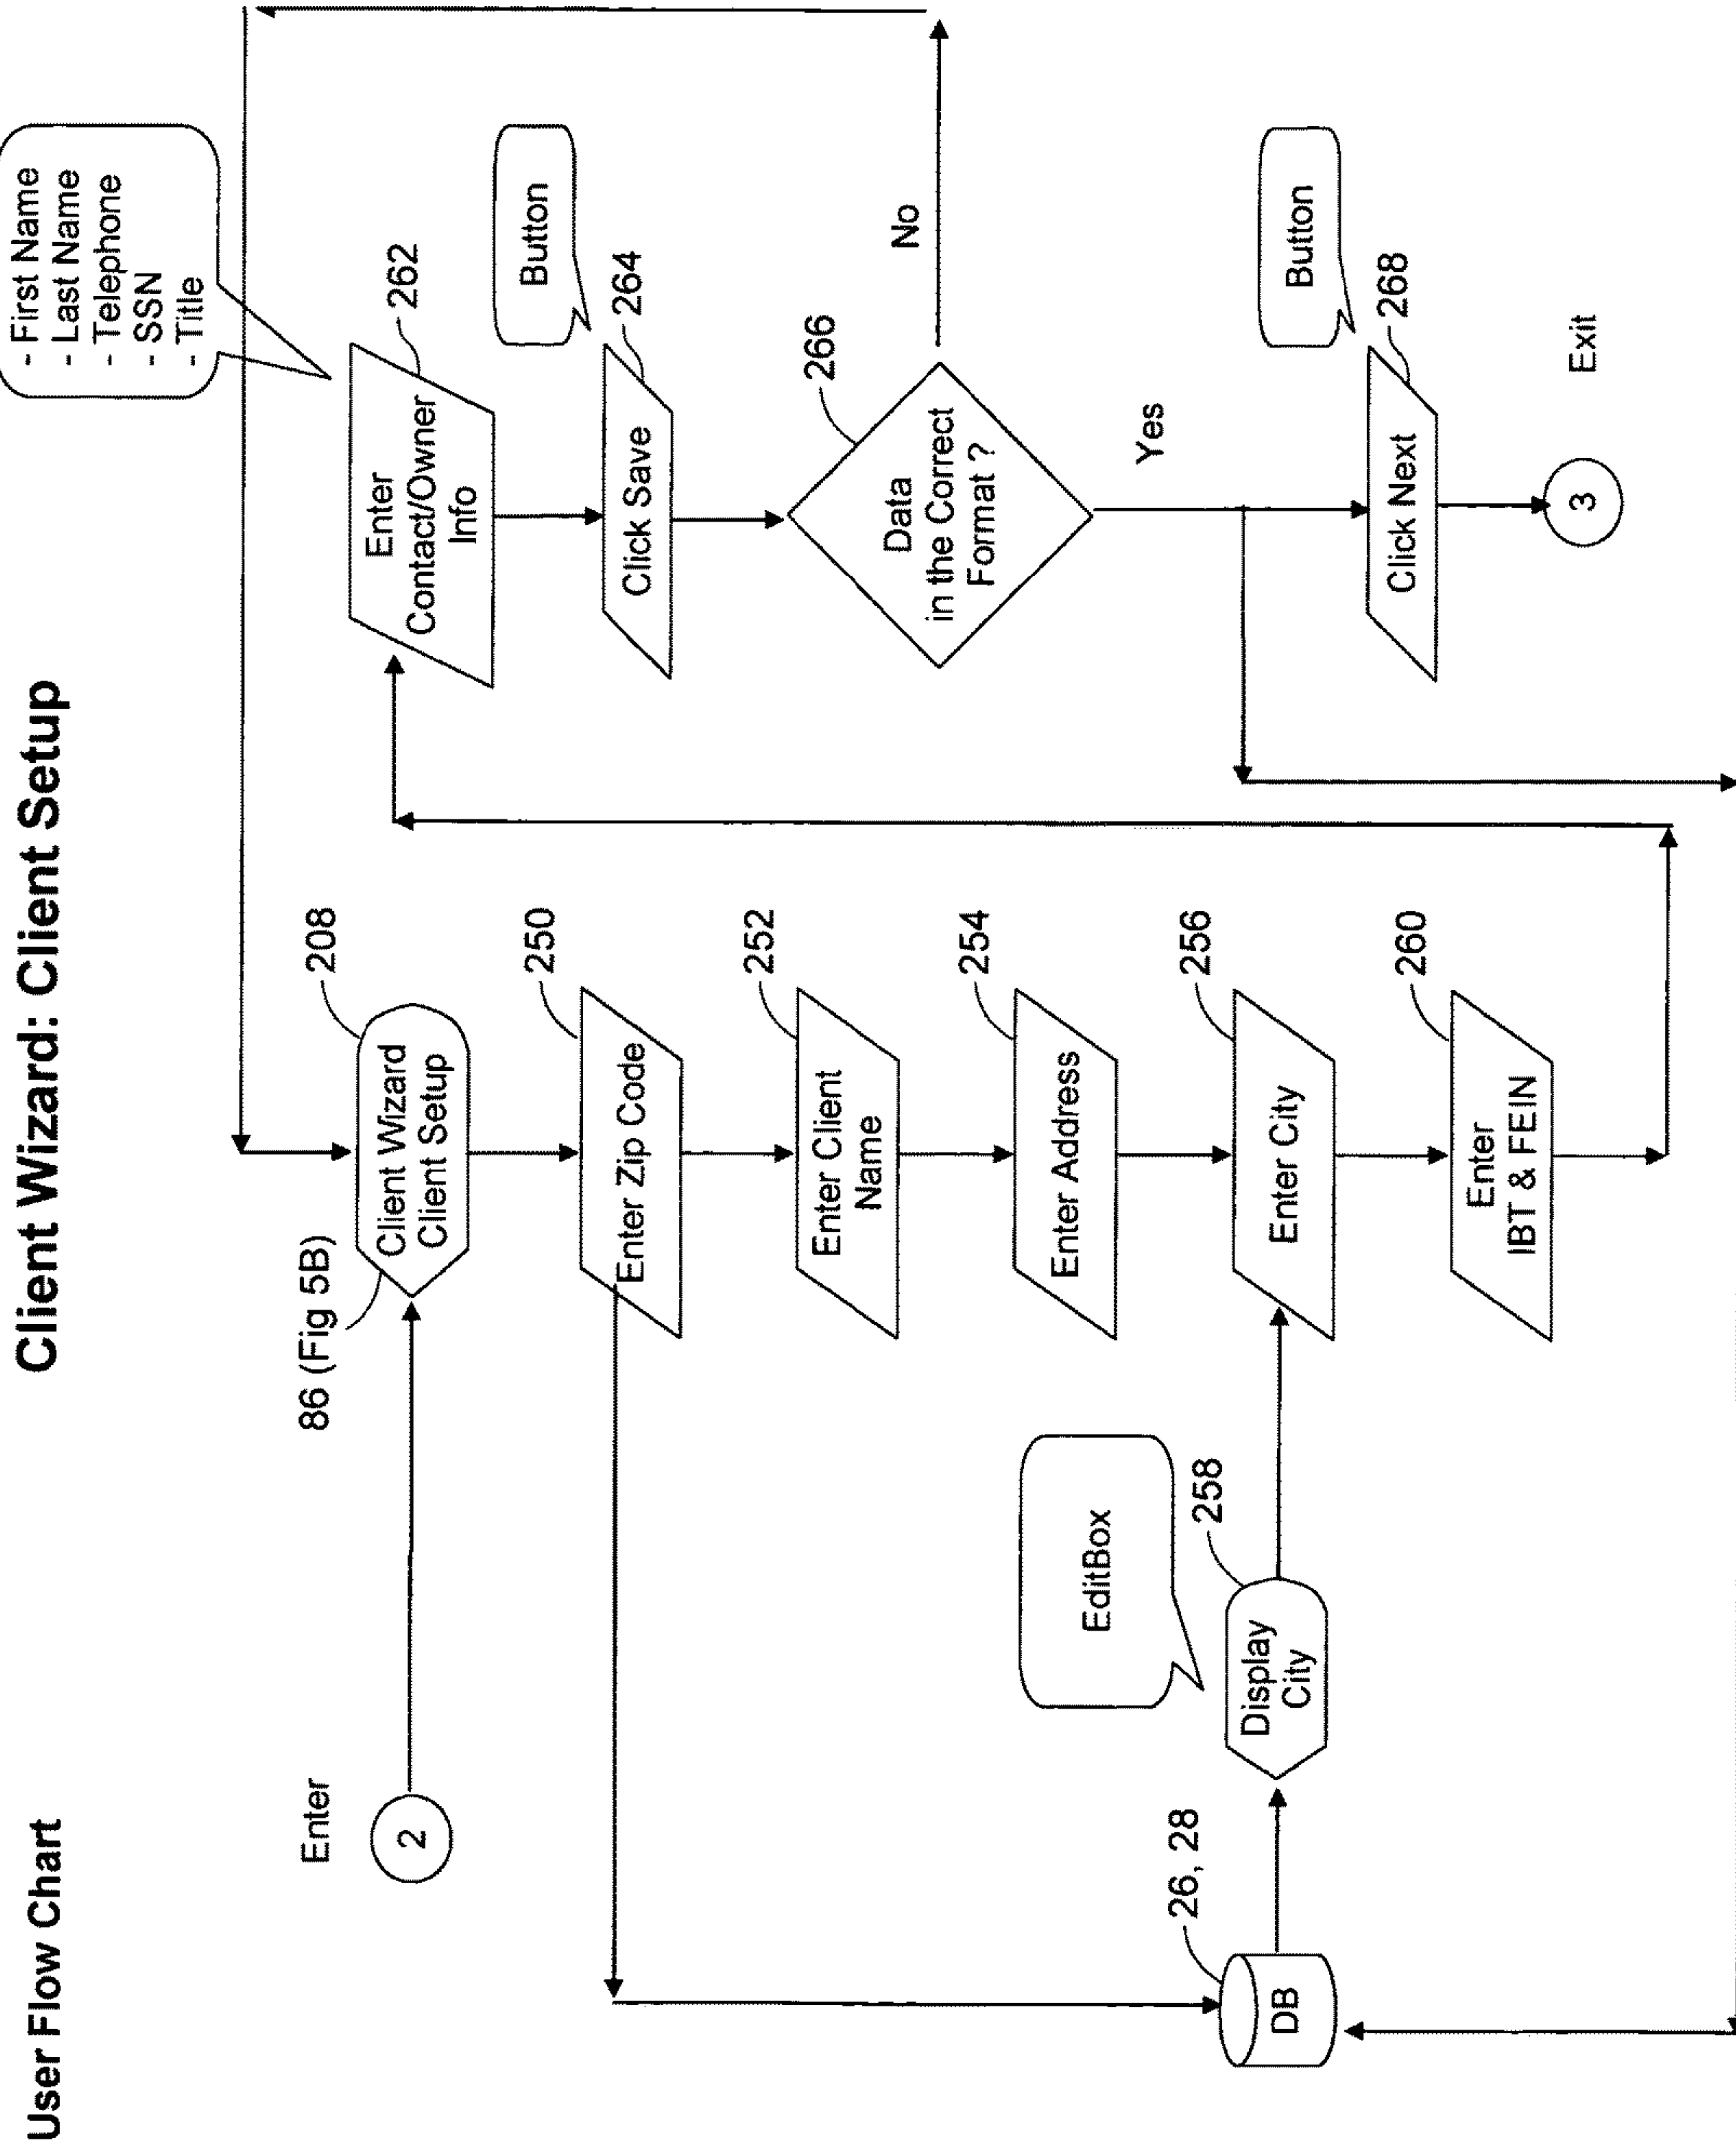 User Flow Chart
Client Wizard: Client Setup
Enter
2
86 (Fig 5B)
Client Wizard
Client Setup
208
Enter Zip Code
250
Enter Client
Name
252
Enter Address
254
Enter City
256
EditBox
Display
City
258
DB
26, 28
Enter
IBT & FEIN
260
- First Name
- Last Name
- Telephone
- SSN
- Title
Enter
Contact/Owner
Info
262
Button
Click Save
264
Data
in the Correct
Format ?
266
No
Yes
Button
Click Next
268
3
Exit